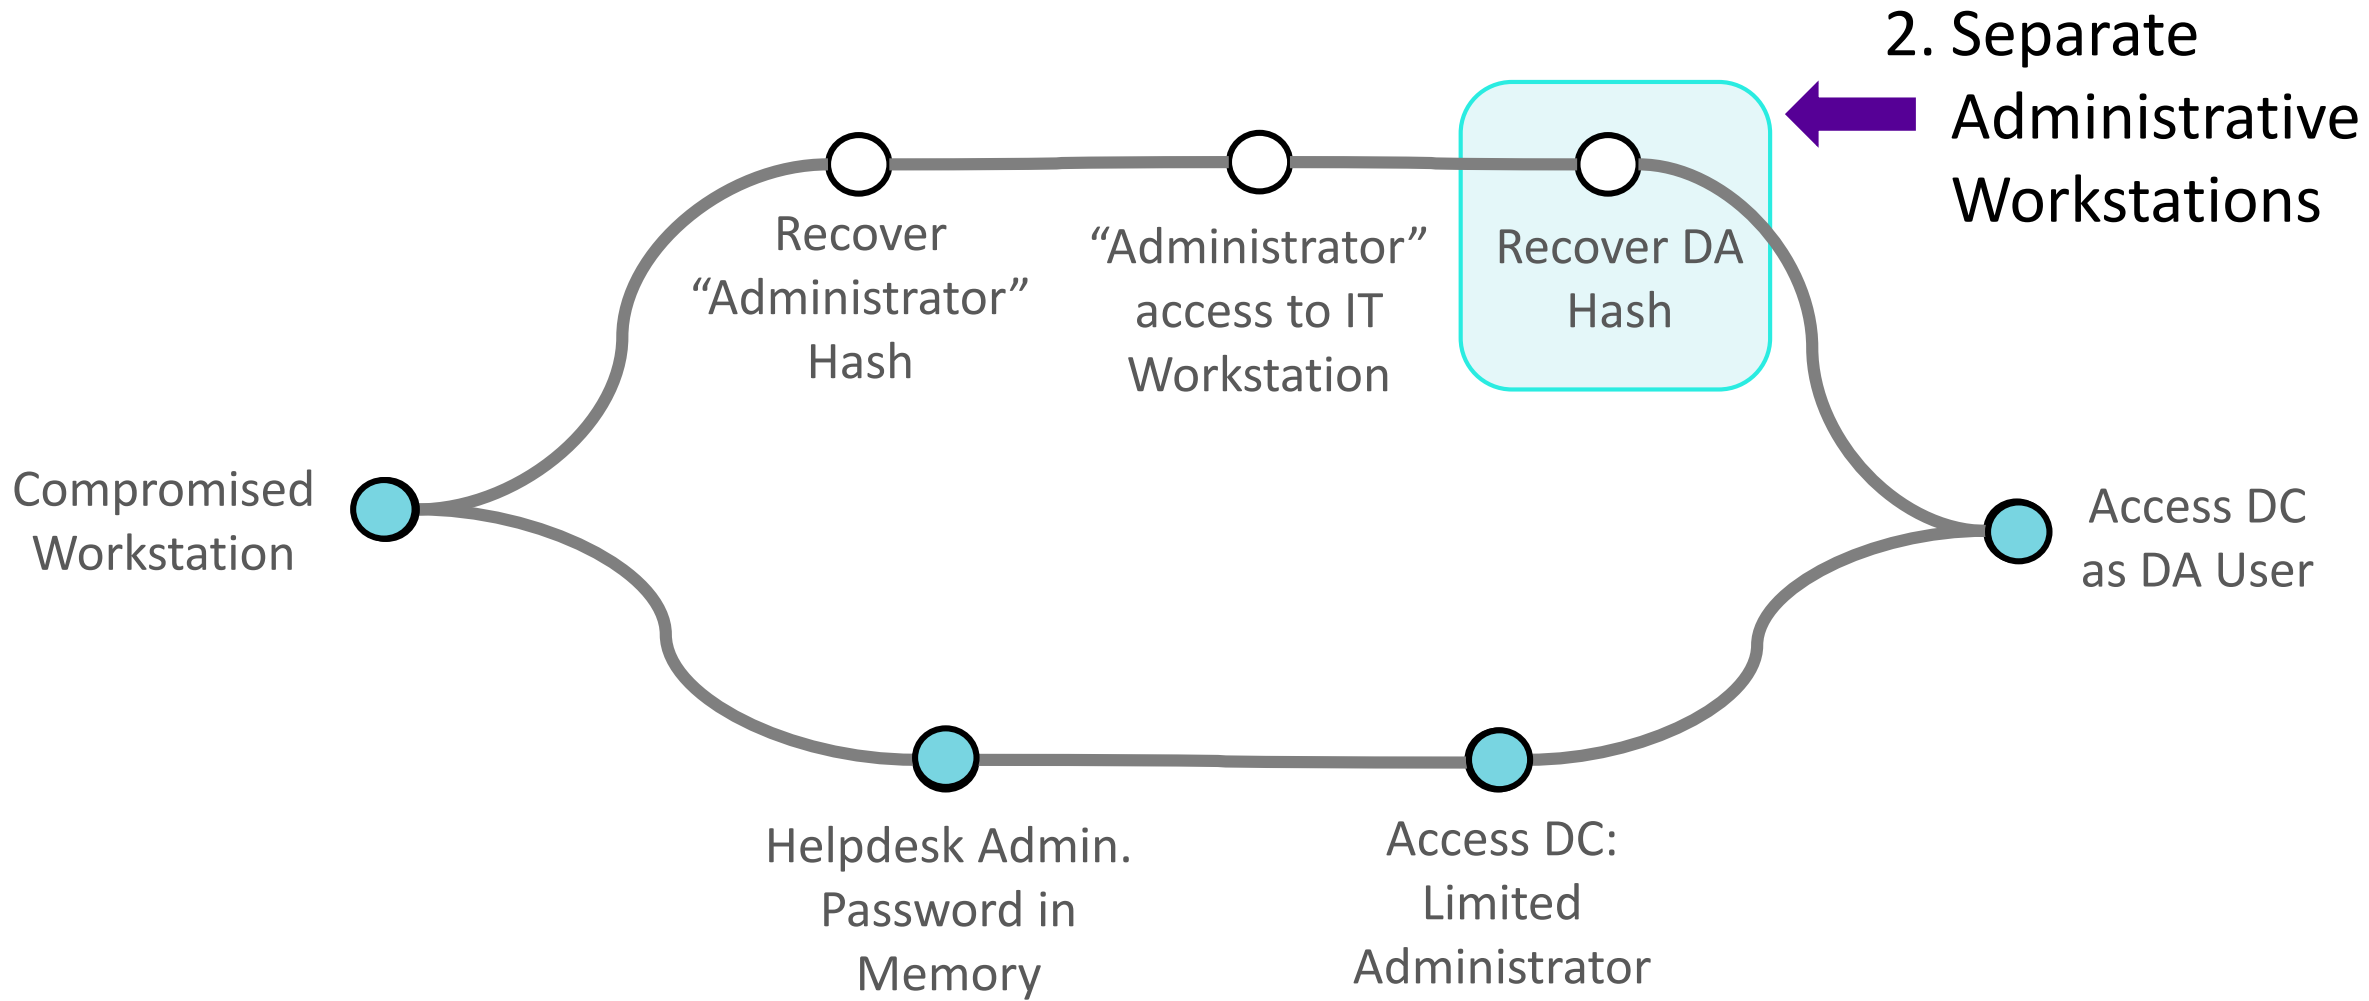 2. Separate
Administrative
Workstations
Recover
“Administrator”
Hash
“Administrator”
access to IT
Workstation
Recover DA
Hash
Compromised
Workstation
Access DC
as DA User
Helpdesk Admin.
Password in
Memory
Access DC:
Limited
Administrator